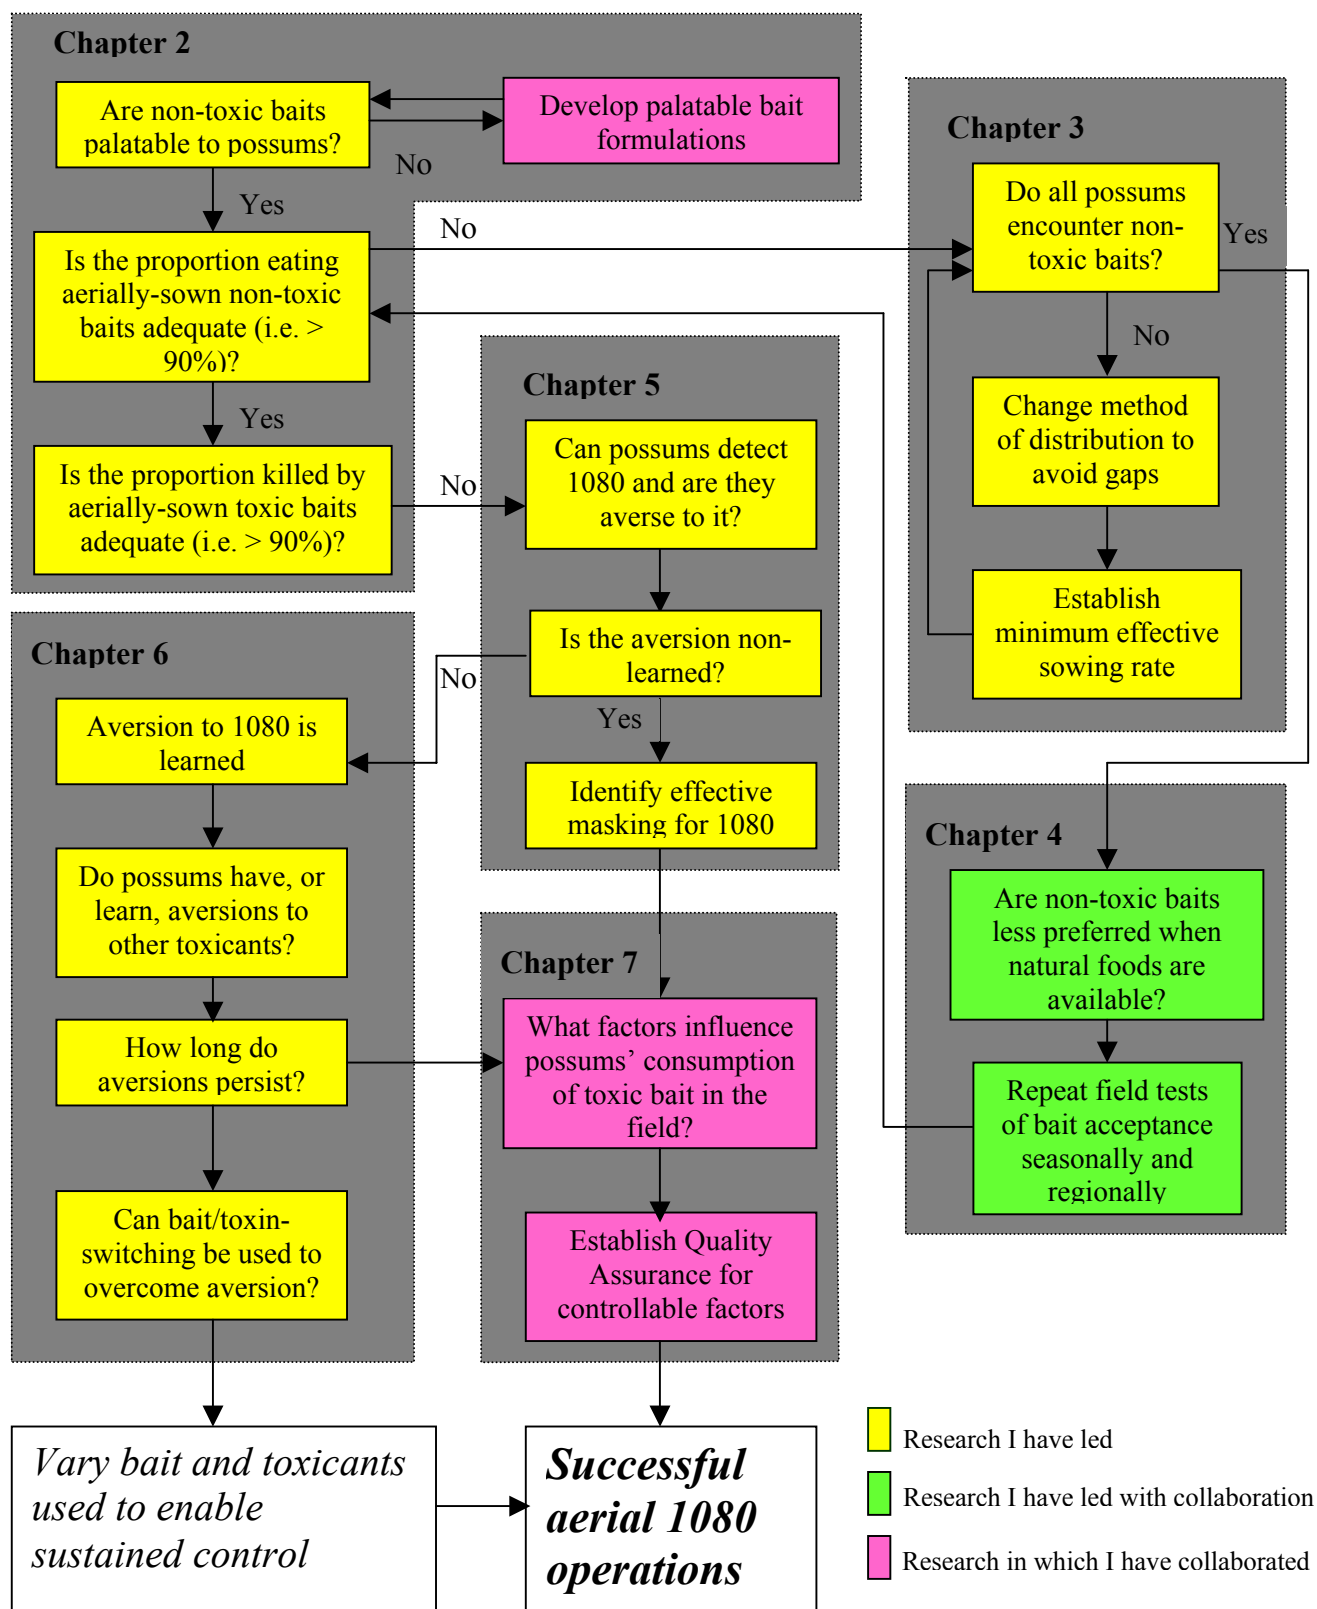 Chapter 2
Are non-toxic baits
palatable to possums?
Develop palatable bait
formulations
No
Yes
Is the proportion eating
aerially-sown non-toxic
baits adequate (i.e. >
90%)?
No
Yes
Is the proportion killed by
aerially-sown toxic baits
adequate (i.e. > 90%)?
No
Chapter 3
Do all possums
encounter non-
toxic baits?
Yes
No
Change method
of distribution to
avoid gaps
Establish
minimum effective
sowing rate
Chapter 5
Can possums detect
1080 and are they
averse to it?
Is the aversion non-
learned?
No
Yes
Identify effective
masking for 1080
Chapter 6
Aversion to 1080 is
learned
Do possums have, or
learn, aversions to
other toxicants?
How long do
aversions persist?
Can bait/toxin-
switching be used to
overcome aversion?
Chapter 4
Are non-toxic baits
less preferred when
natural foods are
available?
Repeat field tests
of bait acceptance
seasonally and
regionally
Chapter 7
What factors influence
possums’ consumption
of toxic bait in the
field?
Establish Quality
Assurance for
controllable factors
Vary bait and toxicants
used to enable
sustained control
Successful
aerial 1080
operations
Research I have led
Research I have led with collaboration
Research in which I have collaborated